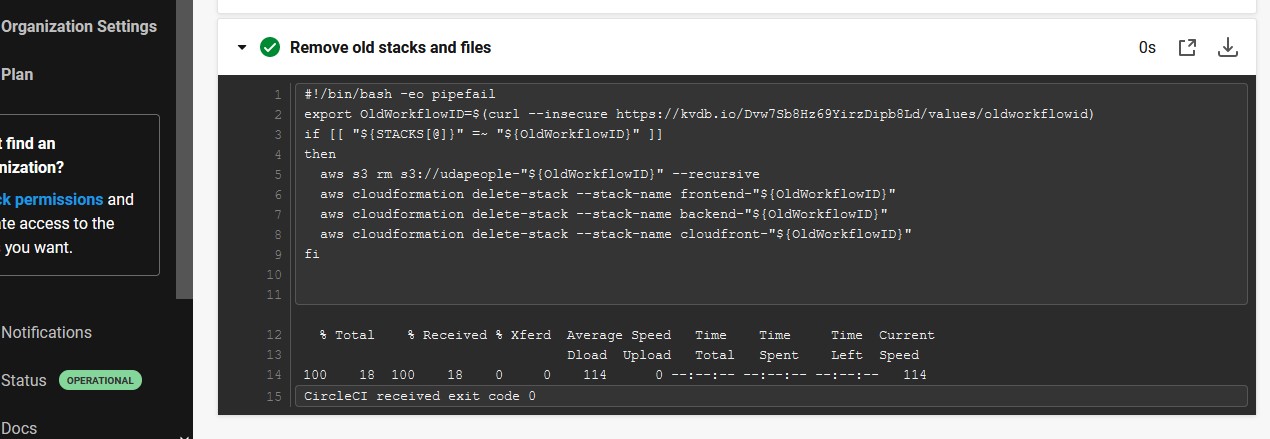 Organization Settings
Plan
t find an
nization?
ck permissions and
ate access to the
you want.
Notifications
Status OPERATIONAL
Docs
Remove old stacks and files 0s
1 #!/bin/bash -eo pipefail
2 export OldWorkflowID=$(curl --insecure https://kvdb.io/Dvw7Sb8Hz69YirzDipb8Ld/values/oldworkflowid)
3 if [[ "${STACKS[@]}" =~ "${OldWorkflowID}" ]]
4 then
5   aws s3 rm s3://udapeople-"${OldWorkflowID}" --recursive
6   aws cloudformation delete-stack --stack-name frontend-"${OldWorkflowID}"
7   aws cloudformation delete-stack --stack-name backend-"${OldWorkflowID}"
8   aws cloudformation delete-stack --stack-name cloudfront-"${OldWorkflowID}"
9 fi
10
11
12   % Total    % Received % Xferd  Average Speed   Time    Time     Time  Current
13                                  Dload  Upload   Total   Spent    Left  Speed
14 100    18  100    18    0     0    114      0 --:--:-- --:--:-- --:--:--   114
15 CircleCI received exit code 0